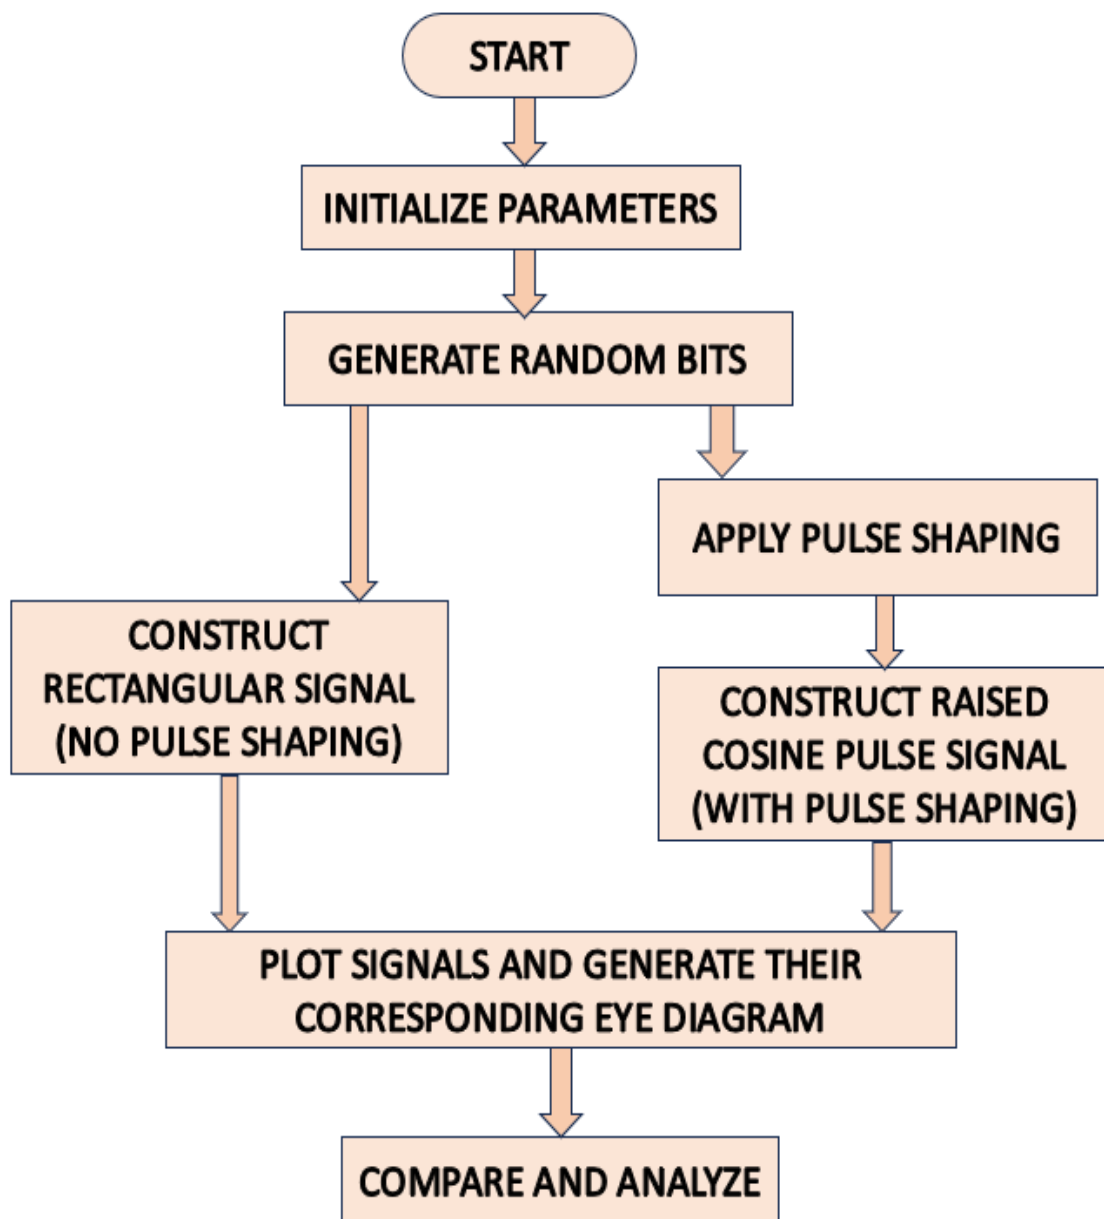 START
INITIALIZE PARAMETERS
GENERATE RANDOM BITS
APPLY PULSE SHAPING
CONSTRUCT
RECTANGULAR SIGNAL
(NO PULSE SHAPING)
CONSTRUCT RAISED
COSINE PULSE SIGNAL
(WITH PULSE SHAPING)
PLOT SIGNALS AND GENERATE THEIR
CORRESPONDING EYE DIAGRAM
COMPARE AND ANALYZE